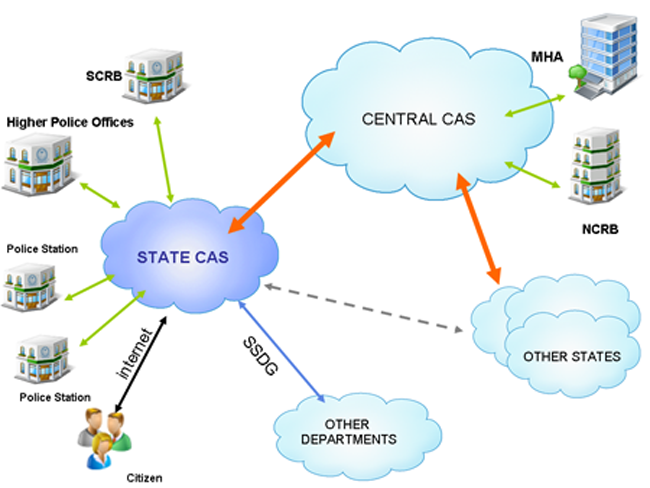 SCRB
MHA
CENTRAL CAS
Higher Police Offices
NCRB
Police Station
STATE CAS
internet
SSDG
OTHER STATES
Police Station
OTHER
DEPARTMENTS
Citizen